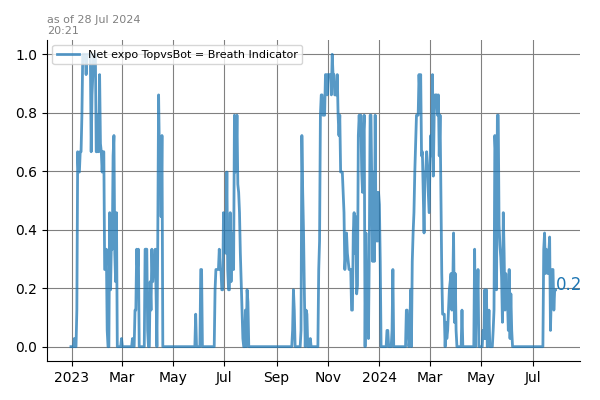 as of 28 Jul 2024
20:21
Net expo TopvsBot = Breath Indicator
1.0
0.8
0.6
0.4
0.2
0.2
0.0
2023 Mar May Jul Sep Nov 2024 Mar May Jul